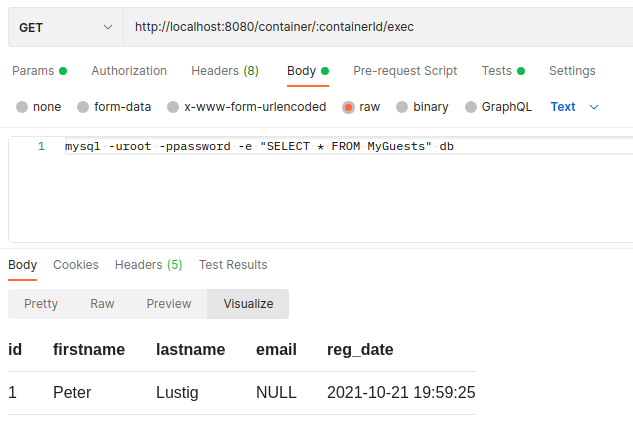 GET http://localhost:8080/container/:containerId/exec
Params Authorization Headers (8) Body Pre-request Script Tests Settings
none form-data x-www-form-urlencoded raw binary GraphQL Text
1 mysql -uroot -ppassword -e "SELECT * FROM MyGuests" db
Body Cookies Headers (5) Test Results
Pretty Raw Preview Visualize
id firstname lastname email reg_date
1 Peter Lustig NULL 2021-10-21 19:59:25